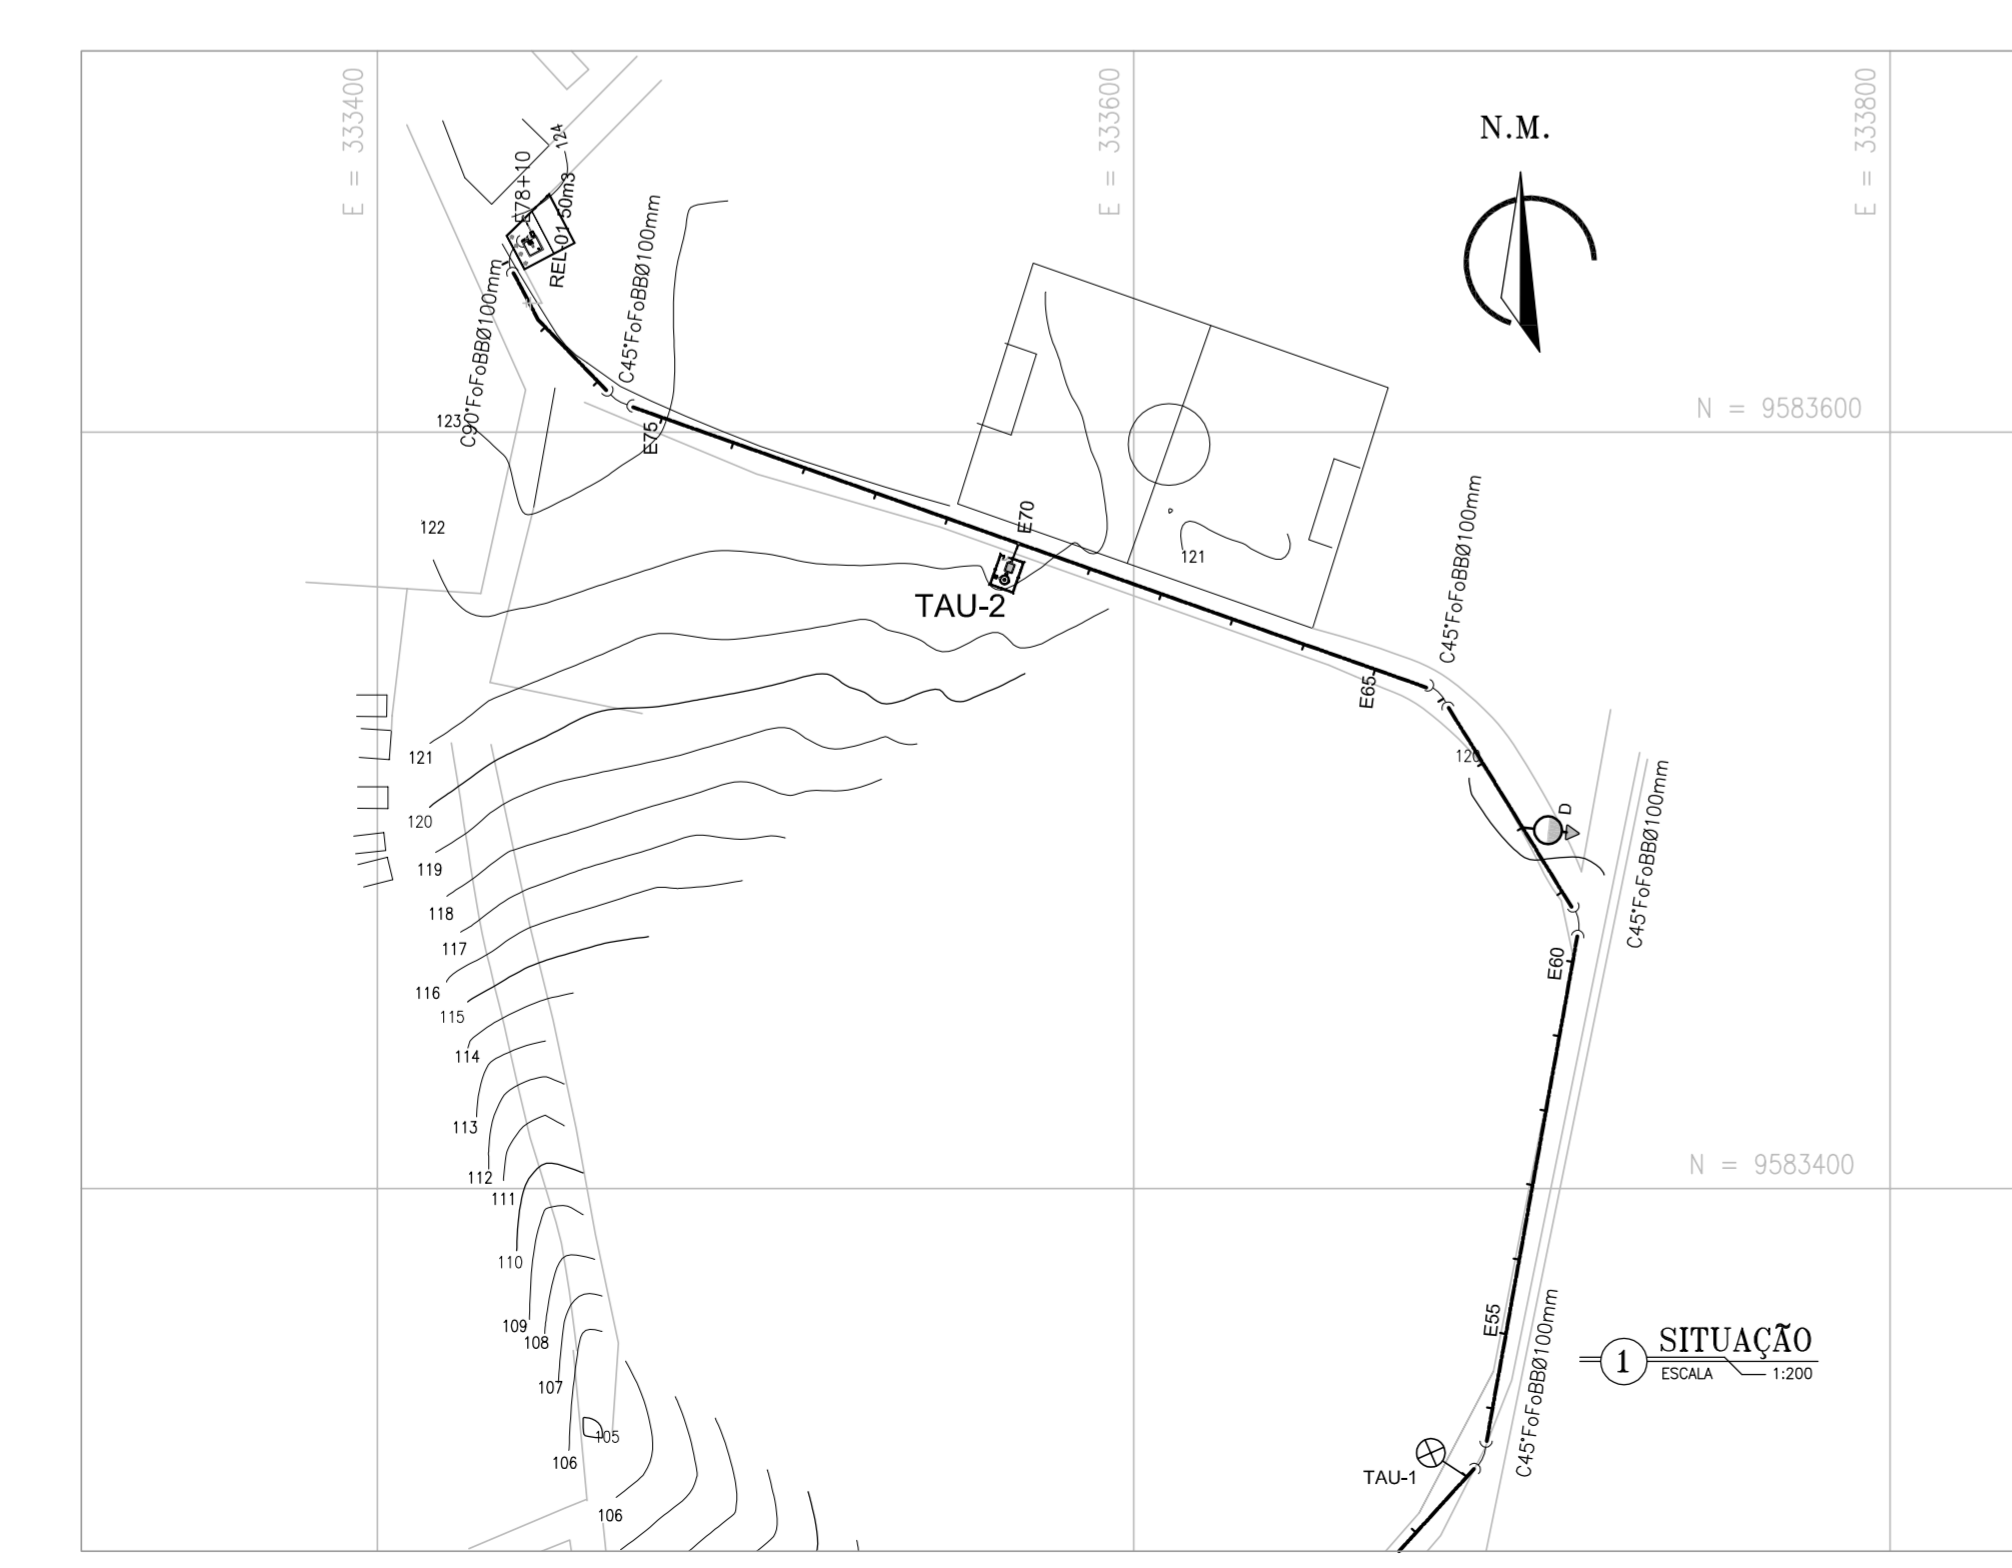 E = 333400
E = 333600
E = 333800
N.M.
124
E78+10
REL-01 50m3
C90°FoFoBBØ100mm
C45°FoFoBBØ100mm
N = 9583600
123
E75
122
E70
TAU-2
121
C45°FoFoBBØ100mm
E65
120
D
C45°FoFoBBØ100mm
121
120
119
118
117
116
115
114
113
112
111
110
109
108
107
106
105
106
E60
N = 9583400
E55
C45°FoFoBBØ100mm
TAU-1
1
SITUAÇÃO
ESCALA 1:200